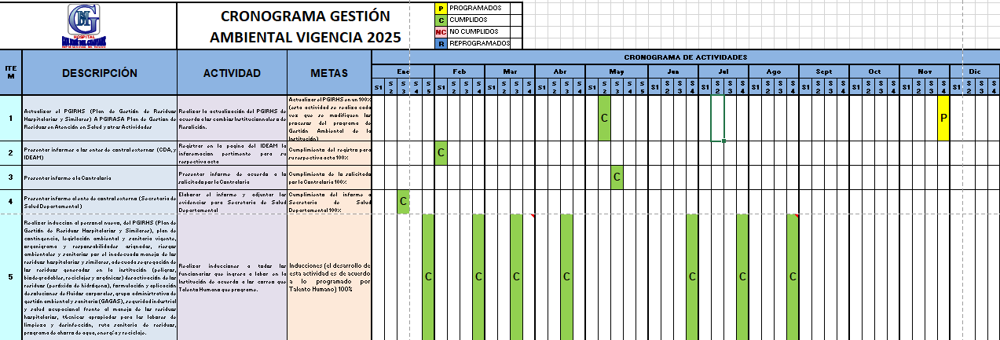 HOSPITAL
CRONOGRAMA GESTIÓN
AMBIENTAL VIGENCIA 2025
P PROGRAMADOS
C CUMPLIDOS
NC NO CUMPLIDOS
R REPROGRAMADOS
ITE
M
DESCRIPCIÓN
ACTIVIDAD
METAS
CRONOGRAMA DE ACTIVIDADES
Ene Feb Mar Abr May Jun Jul Ago Sept Oct Nov Dic
S1 S2 S3 S4 S5 S1 S2 S3 S4 S1 S2 S3 S4 S1 S2 S3 S4 S1 S2 S3 S4 S5 S1 S2 S3 S4 S1 S2 S3 S4 S1 S2 S3 S4 S1 S2 S3 S4 S1 S2 S3 S4 S1 S2 S3 S4 S1 S2 S3 S4
1
Actualizar el PGIRHS (Plan de Gestión de Residuos
Hospitalarios y Similares) A PGIRASA Plan de Gestion de
Residuos en Atención en Salud y otras Actividades
Realizar la actualización del PGIRHS de
acuerdo a los cambios Institucionales o de
Resolición.
Actualizar el PGIRHS en un 100%
(esta actividad se realiza cada
vez que se modifiquen los
procesos del programa de
Gestión Ambiental de la
Institución)
C
P
2
Presentar informes a los entes de control externos (CDA, y
IDEAM)
Registrar en la pagina del IDEAM la
informacion pertinente para su
respectiva acta
Cumplimiento del registro para
su respectiva acta 100%
C
3
Presentar informe a la Contraloria
Presentar informe de acuerdo a lo
solicitado por la Contraloria
Cumplimiento de lo solicitado
por la Contraloria 100%
C
4
Presentar informe al ente de control externo (Secretaria de
Salud Departamental)
Elaborar el informe y adjuntar las
evidencias para Secretaria de Salud
Departamental
Cumplimiento del informe a
Secretaria de Salud
Departamental 100%
C
5
Realizar induccion al personal nuevo, del PGIRHS (Plan
de Gestión de Residuos Hospitalarios y Similares), plan de
contingencia, legislación ambiental y sanitaria vigente,
organigrama y responsabilidades asignadas, riesgos
ambientales y sanitarios por el inadecuado manejo de los
residuos hospitalarios y similares, adecuada segregación de
los residuos generados en la institución (peligros,
biodegradables, reciclajes y orgánicos) desactivación de los
residuos (peróxido de hidrógeno), formulación y aplicación
de soluciones de fluidos corporales, grupo administrativo de
gestión ambiental y sanitaria (GAGAS), seguridad industrial
y salud ocupacional frente al manejo de los residuos
hospitalarios, técnicas apropiadas para las labores de
limpieza y desinfección, ruta sanitaria de residuos,
programa de ahorro de agua, energía y reciclaje.
Realizar inducciones a todos los
funcionarios que ingresa a labor en la
Institución de acuerdo a los correo que
Talento Humano que programe.
Inducciones (el desarrollo de
esta actividad es de acuerdo
a lo programado por
Talento Humano) 100%
C C C C C C C